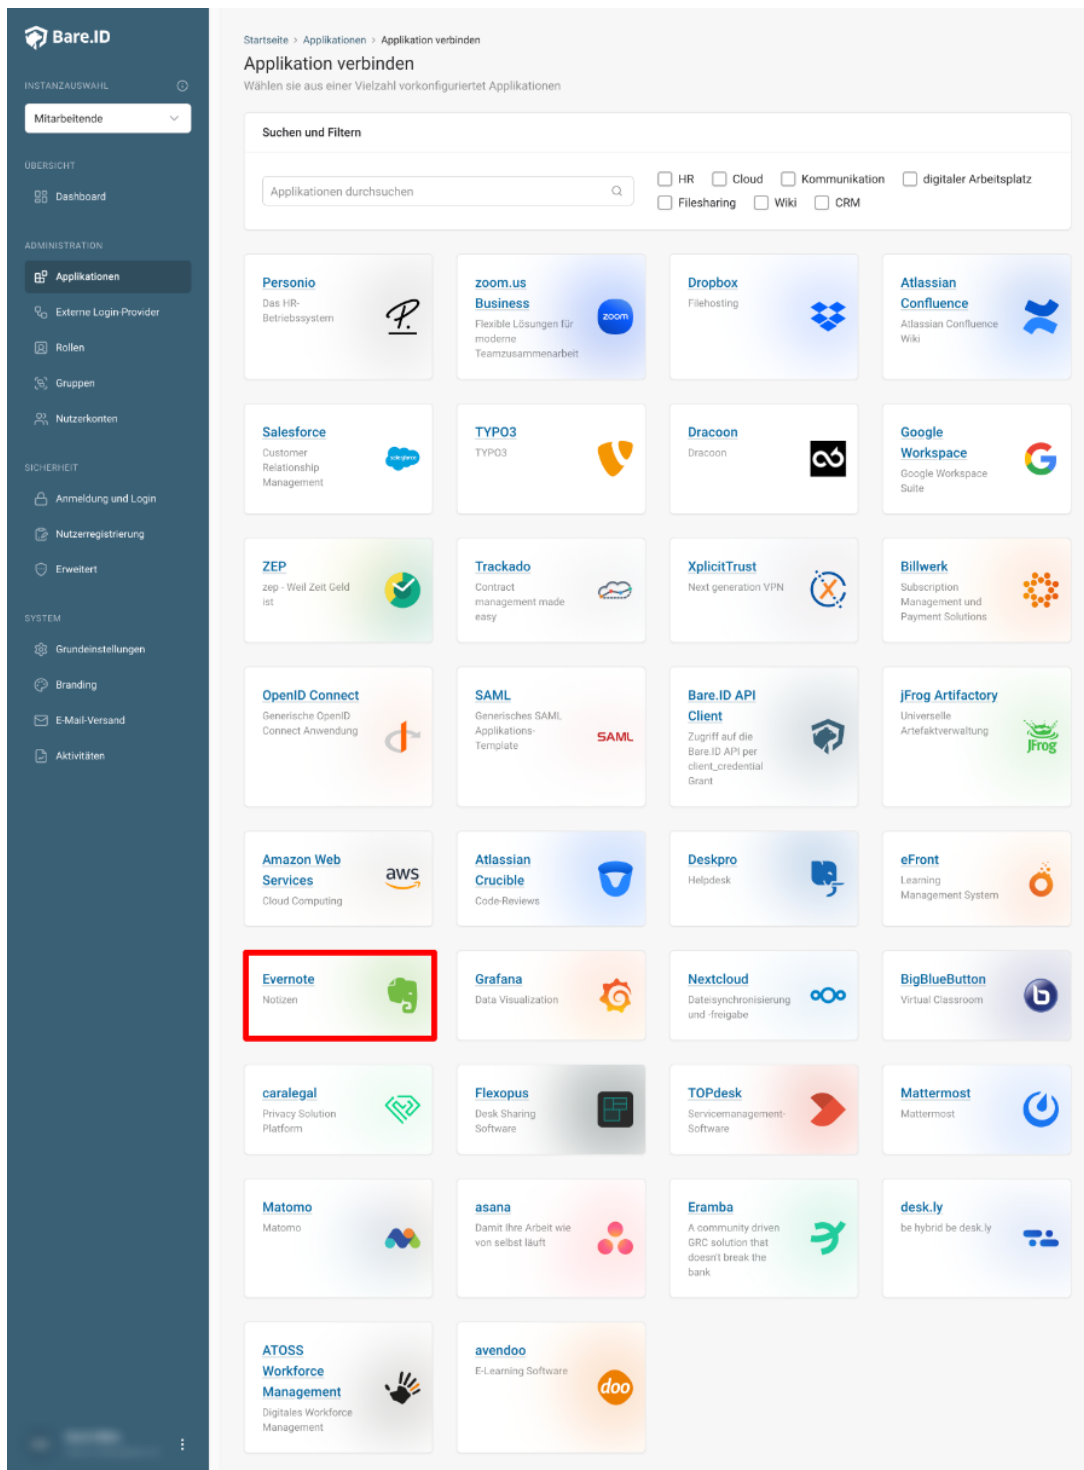 Bare.ID
INSTANZAUSWAHL
Mitarbeitende
ÜBERSICHT
Dashboard
ADMINISTRATION
Applikationen
Externe Login-Provider
Rollen
Gruppen
Nutzerkonten
SICHERHEIT
Anmeldung und Login
Nutzerregistrierung
Erweitert
SYSTEM
Grundeinstellungen
Branding
E-Mail-Versand
Aktivitäten
Startseite > Applikationen > Applikation verbinden
Applikation verbinden
Wählen sie aus einer Vielzahl vorkonfiguriertet Applikationen
Suchen und Filtern
Applikationen durchsuchen
HR Cloud Kommunikation digitaler Arbeitsplatz
Filesharing Wiki CRM
Personio
Das HR-
Betriebssystem
P.
zoom.us
Business
Flexible Lösungen für
moderne
Teamzusammenarbeit
zoom
Dropbox
Filehosting
Atlassian
Confluence
Atlassian Confluence
Wiki
Salesforce
Customer
Relationship
Management
salesforce
TYPO3
TYPO3
Dracoon
Dracoon
Google
Workspace
Google Workspace
Suite
G
ZEP
zep - Weil Zeit Geld
ist
Trackado
Contract
management made
easy
XplicitTrust
Next generation VPN
X
Billwerk
Subscription
Management und
Payment Solutions
OpenID Connect
Generische OpenID
Connect Anwendung
SAML
Generisches SAML
Applikations-
Template
SAML
Bare.ID API
Client
Zugriff auf die
Bare.ID API per
client_credential
Grant
jFrog Artifactory
Universelle
Artefaktverwaltung
JFrog
Amazon Web
Services
Cloud Computing
aws
Atlassian
Crucible
Code-Reviews
Deskpro
Helpdesk
eFront
Learning
Management System
Evernote
Notizen
Grafana
Data Visualization
Nextcloud
Dateisynchronisierung
und -freigabe
BigBlueButton
Virtual Classroom
b
caralegal
Privacy Solution
Platform
Flexopus
Desk Sharing
Software
TOPdesk
Servicemanagement-
Software
Mattermost
Mattermost
Matomo
Matomo
asana
Damit Ihre Arbeit wie
von selbst läuft
Eramba
A community driven
GRC solution that
doesn't break the
bank
desk.ly
be hybrid be desk.ly
ATOSS
Workforce
Management
Digitales Workforce
Management
avendoo
E-Learning Software
doo